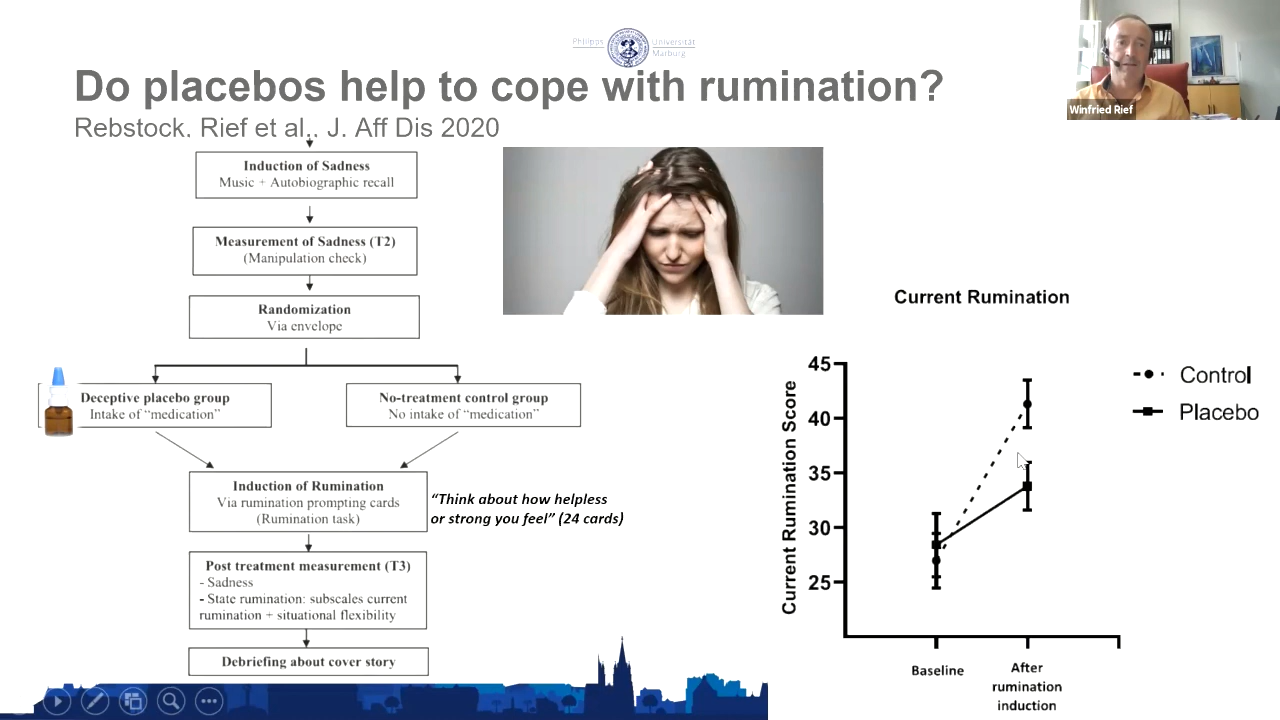 Philipps Universität
Marburg
Do placebos help to cope with rumination?
Rebstock, Rief et al,, J. Aff Dis 2020
Winfried Rief
Induction of Sadness
Music + Autobiographic recall
Measurement of Sadness (T2)
(Manipulation check)
Randomization
Via envelope
Deceptive placebo group
Intake of “medication”
No-treatment control group
No intake of “medication”
Induction of Rumination
Via rumination prompting cards
(Rumination task)
“Think about how helpless
or strong you feel” (24 cards)
Post treatment measurement (T3)
- Sadness
- State rumination: subscales current
rumination + situational flexibility
Debriefing about cover story
Current Rumination
Current Rumination Score
45
40
35
30
25
Baseline
After
rumination
induction
Control
Placebo